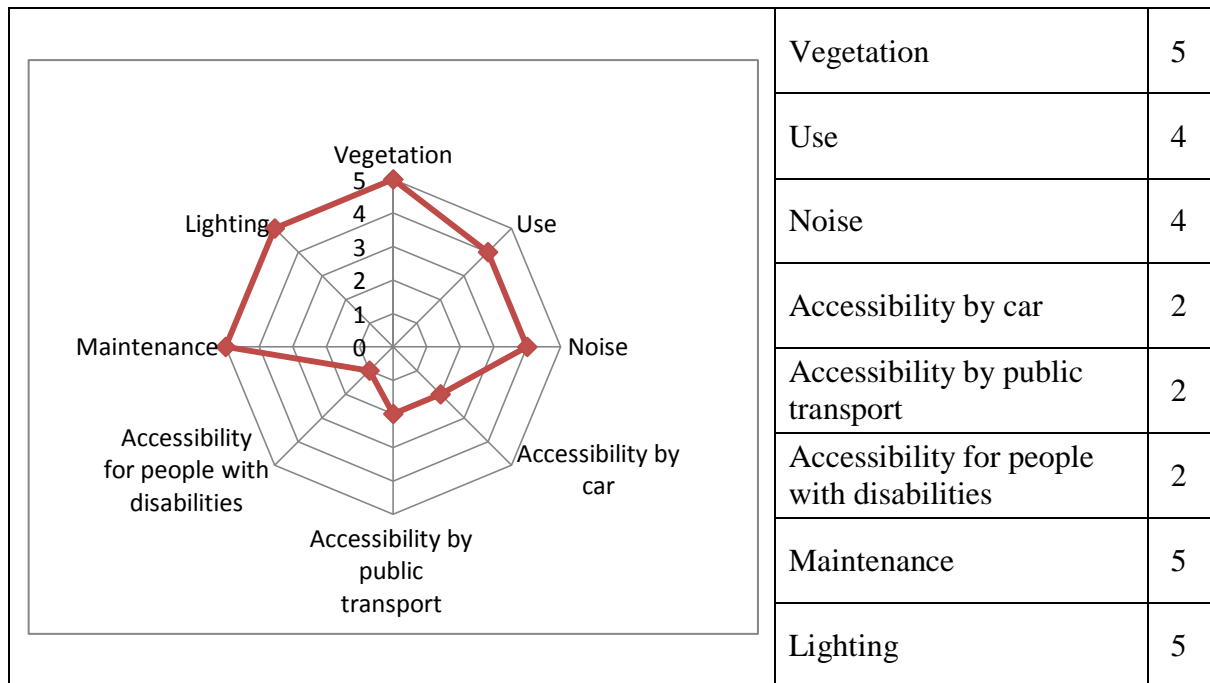 Vegetation
5
Lighting
4
Use
3
2
1
Maintenance
0
Noise
Accessibility
for people with
disabilities
Accessibility by
car
Accessibility by
public
transport
Vegetation 5
Use 4
Noise 4
Accessibility by car 2
Accessibility by public
transport 2
Accessibility for people
with disabilities 2
Maintenance 5
Lighting 5